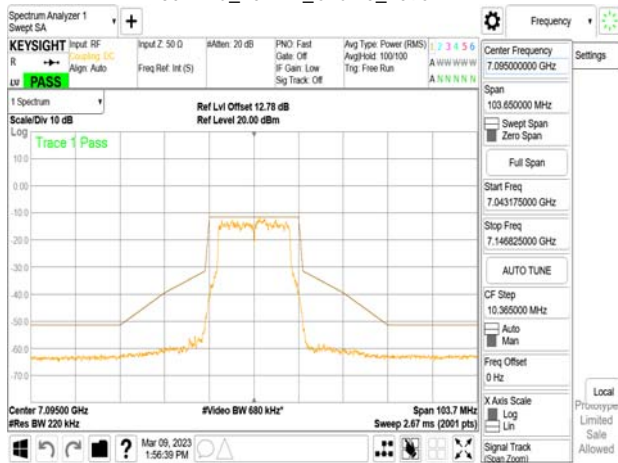 Spectrum Analyzer 1
Swept SA
Frequency
KEYSIGHT
Input: RF
Coupling: DC
Align: Auto
Input Z: 50 Ω
Freq Ref: Int (S)
#Atten: 20 dB
PNO: Fast
Gate: Off
IF Gain: Low
Sig Track: Off
Avg Type: Power (RMS)
Avg|Hold: 100/100
Trig: Free Run
1 2 3 4 5 6
A W W W W W
A N N N N N
R
PASS
1 Spectrum
Scale/Div 10 dB
Ref Lvl Offset 12.78 dB
Ref Level 20.00 dBm
Log
Trace 1 Pass
10.0
0.00
-10.0
-20.0
-30.0
-40.0
-50.0
-60.0
-70.0
Center 7.09500 GHz
#Res BW 220 kHz
#Video BW 680 kHz*
Span 103.7 MHz
Sweep 2.67 ms (2001 pts)
Mar 09, 2023
1:56:39 PM
Center Frequency
7.095000000 GHz
Settings
Span
103.650000 MHz
Swept Span
Zero Span
Full Span
Start Freq
7.043175000 GHz
Stop Freq
7.146825000 GHz
AUTO TUNE
CF Step
10.365000 MHz
Auto
Man
Freq Offset
0 Hz
X Axis Scale
Log
Lin
Signal Track
(Span Zoom)
Local
Prototype
Limited
Sale
Allowed